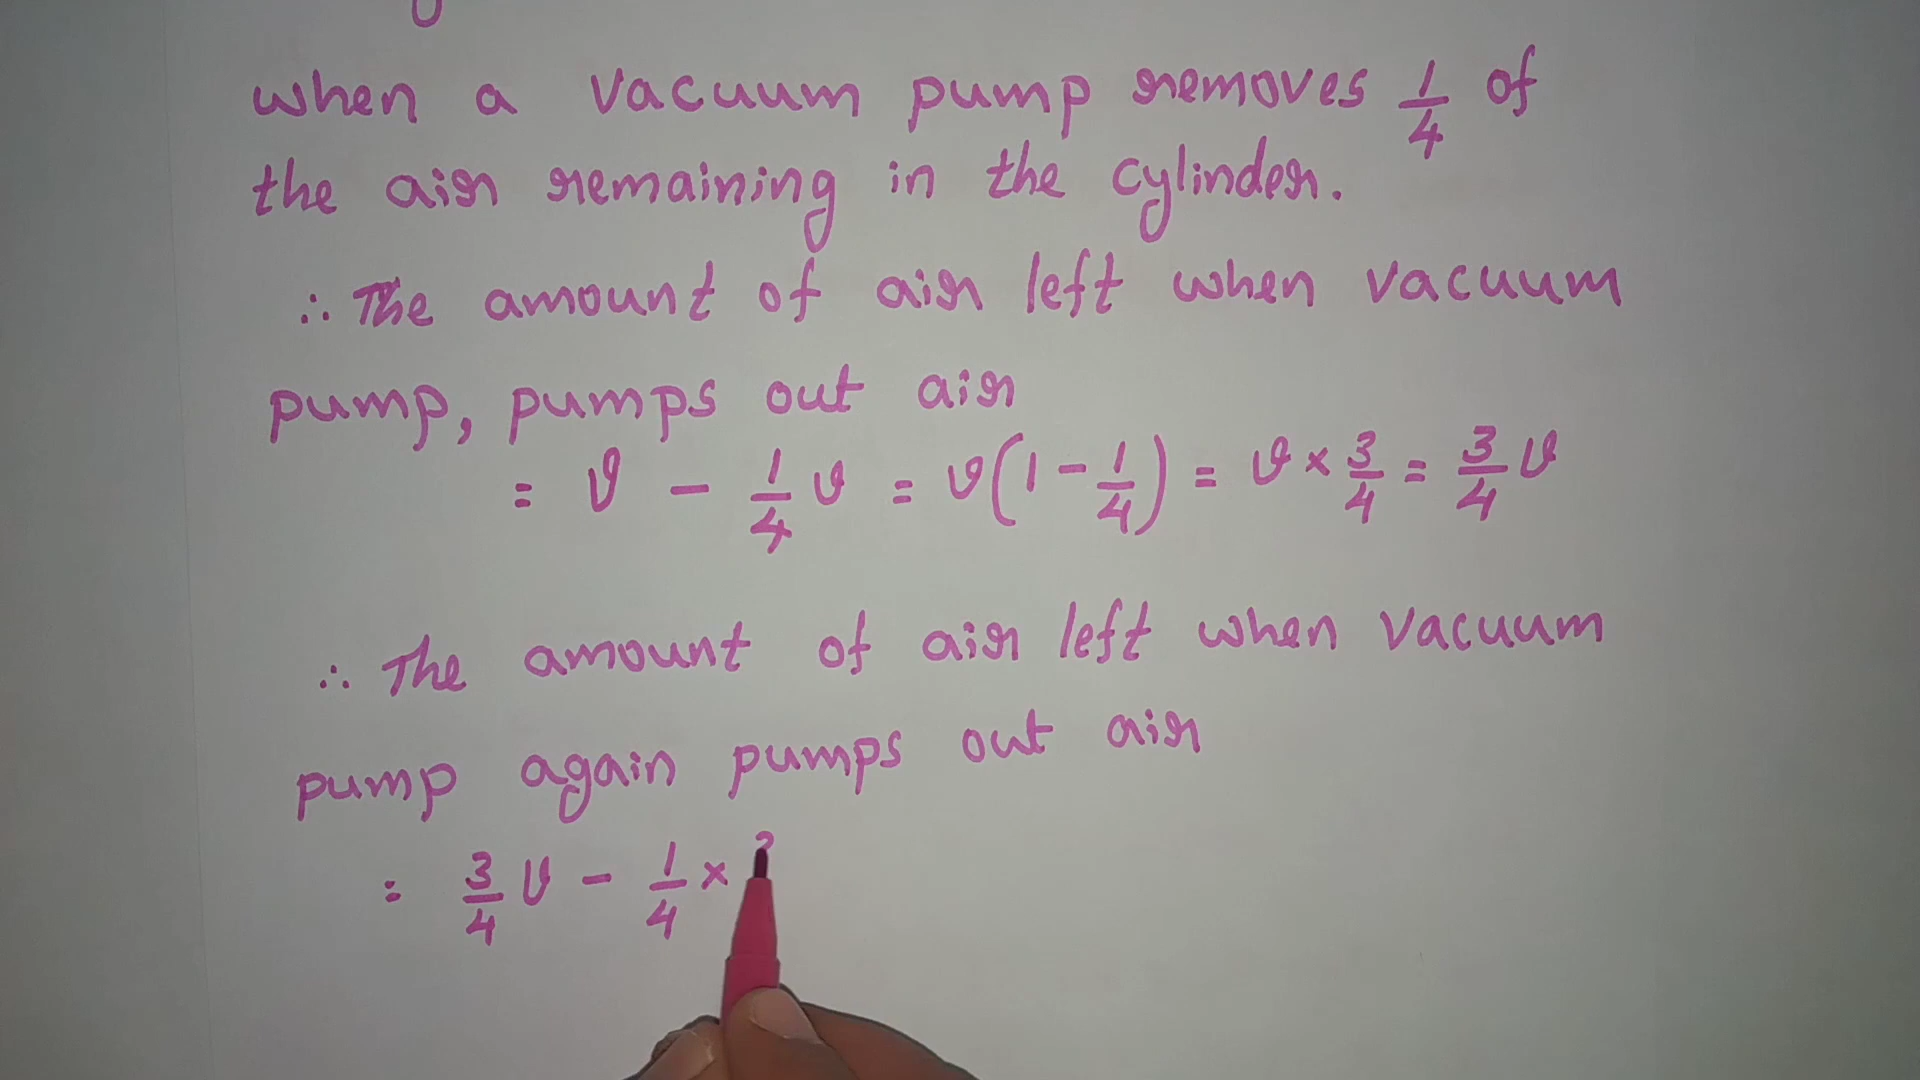 when a vacuum pump removes 1/4 of
the air remaining in the cylinder.
∴ The amount of air left when vacuum
pump, pumps out air
= v - 1/4 v = v(1 - 1/4) = v × 3/4 = 3/4 v
∴ The amount of air left when vacuum
pump again pumps out air
= 3/4 v - 1/4 ×